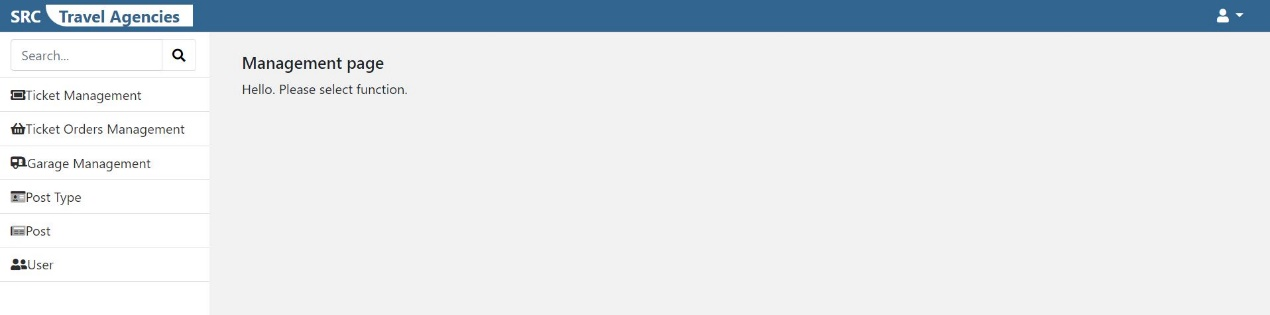 SRC Travel Agencies
Search...
Ticket Management
Ticket Orders Management
Garage Management
Post Type
Post
User
Management page
Hello. Please select function.